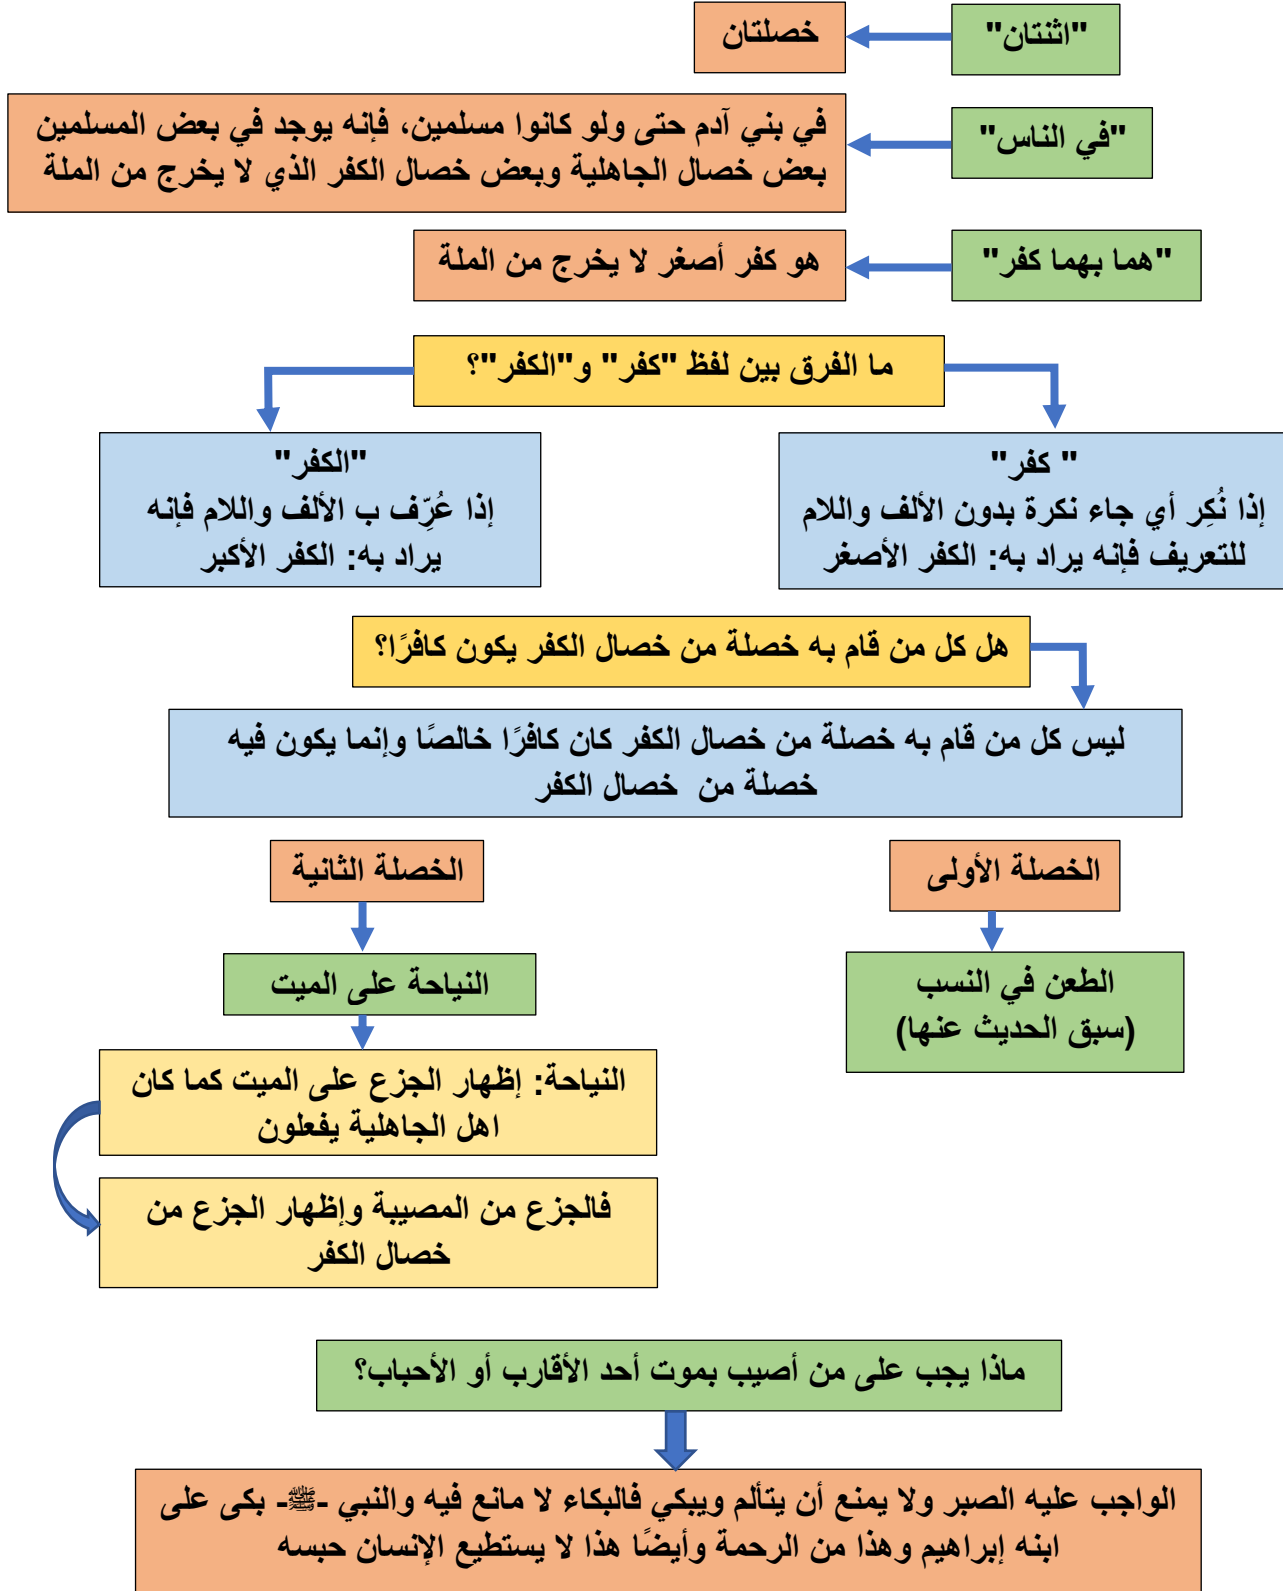 "اثنتان"
خصلتان
"في الناس"
في بني آدم حتى ولو كانوا مسلمين، فإنه يوجد في بعض المسلمين
بعض خصال الجاهلية وبعض خصال الكفر الذي لا يخرج من الملة
"هما بهما كفر"
هو كفر أصغر لا يخرج من الملة
ما الفرق بين لفظ "كفر" و"الكفر"؟
" كفر"
إذا نُكِر أي جاء نكرة بدون الألف واللام
للتعريف فإنه يراد به: الكفر الأصغر
"الكفر"
إذا عُرِّف ب الألف واللام فإنه
يراد به: الكفر الأكبر
هل كل من قام به خصلة من خصال الكفر يكون كافرًا؟
ليس كل من قام به خصلة من خصال الكفر كان كافرًا خالصًا وإنما يكون فيه
خصلة من خصال الكفر
الخصلة الأولى
الطعن في النسب
(سبق الحديث عنها)
الخصلة الثانية
النياحة على الميت
النياحة: إظهار الجزع على الميت كما كان
اهل الجاهلية يفعلون
فالجزع من المصيبة وإظهار الجزع من
خصال الكفر
ماذا يجب على من أصيب بموت أحد الأقارب أو الأحباب؟
الواجب عليه الصبر ولا يمنع أن يتألم ويبكي فالبكاء لا مانع فيه والنبي -ﷺ- بكى على
ابنه إبراهيم وهذا من الرحمة وأيضًا هذا لا يستطيع الإنسان حبسه